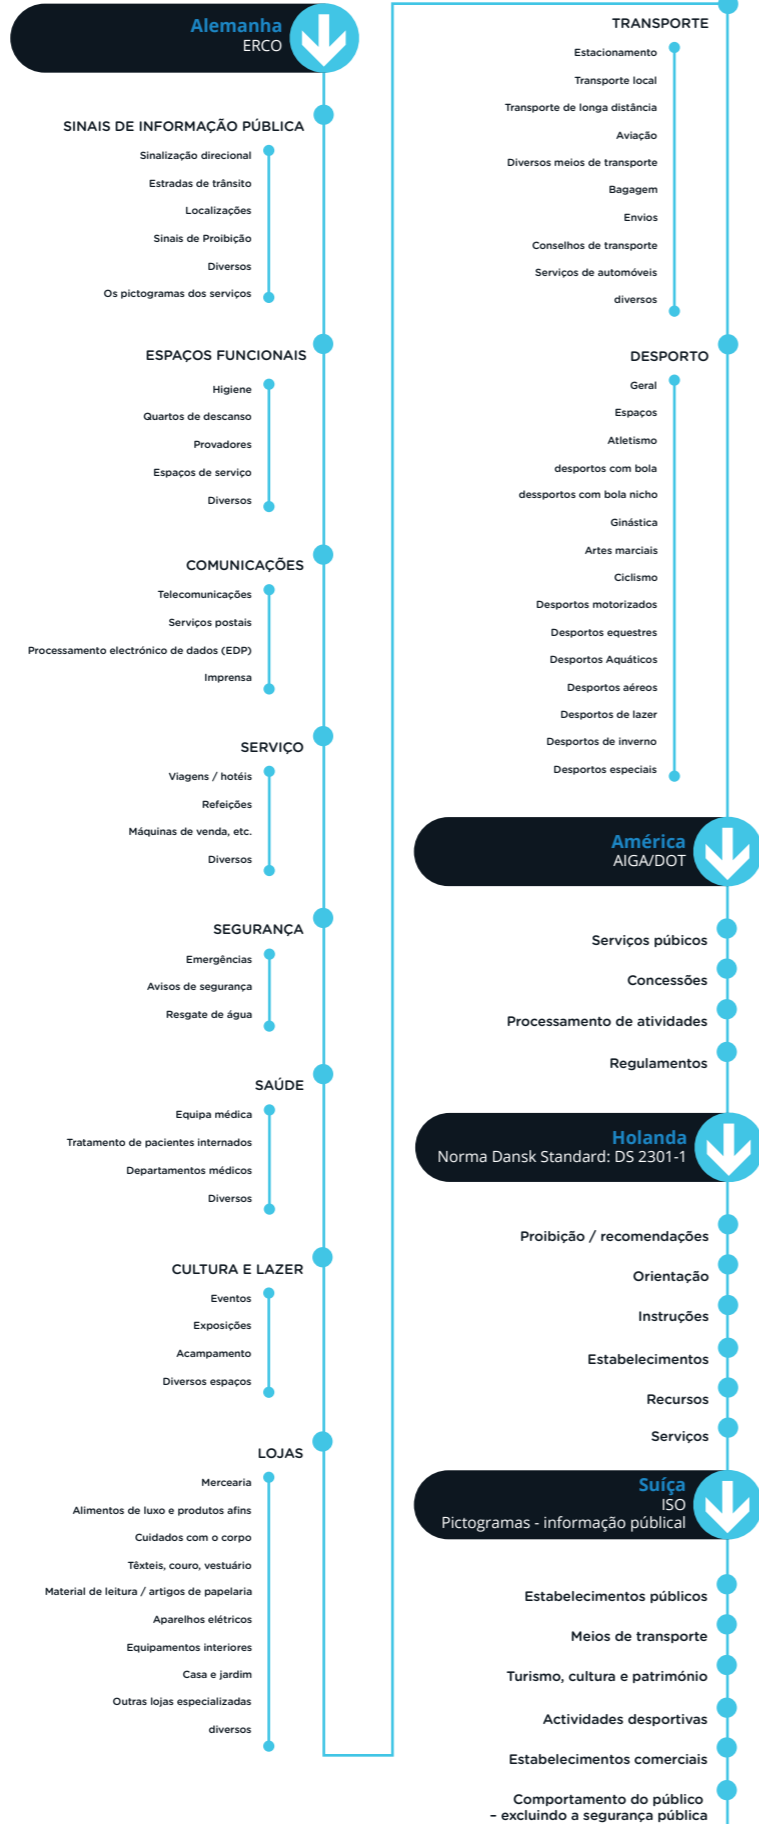 Alemanha
ERCO
SINAIS DE INFORMAÇÃO PÚBLICA
Sinalização direcional
Estradas de trânsito
Localizações
Sinais de Proibição
Diversos
Os pictogramas dos serviços
ESPAÇOS FUNCIONAIS
Higiene
Quartos de descanso
Provadores
Espaços de serviço
Diversos
COMUNICAÇÕES
Telecomunicações
Serviços postais
Processamento electrónico de dados (EDP)
Imprensa
SERVIÇO
Viagens / hotéis
Refeições
Máquinas de venda, etc.
Diversos
SEGURANÇA
Emergências
Avisos de segurança
Resgate de água
SAÚDE
Equipa médica
Tratamento de pacientes internados
Departamentos médicos
Diversos
CULTURA E LAZER
Eventos
Exposições
Acampamento
Diversos espaços
LOJAS
Mercearia
Alimentos de luxo e produtos afins
Cuidados com o corpo
Têxteis, couro, vestuário
Material de leitura / artigos de papelaria
Aparelhos elétricos
Equipamentos interiores
Casa e jardim
Outras lojas especializadas
diversos
TRANSPORTE
Estacionamento
Transporte local
Transporte de longa distância
Aviação
Diversos meios de transporte
Bagagem
Envios
Conselhos de transporte
Serviços de automóveis
diversos
DESPORTO
Geral
Espaços
Atletismo
desportos com bola
dessportos com bola nicho
Ginástica
Artes marciais
Ciclismo
Desportos motorizados
Desportos equestres
Desportos Aquáticos
Desportos aéreos
Desportos de lazer
Desportos de inverno
Desportos especiais
América
AIGA/DOT
Serviços púbicos
Concessões
Processamento de atividades
Regulamentos
Holanda
Norma Dansk Standard: DS 2301-1
Proibição / recomendações
Orientação
Instruções
Estabelecimentos
Recursos
Serviços
Suíça
ISO
Pictogramas - informação públical
Estabelecimentos públicos
Meios de transporte
Turismo, cultura e património
Actividades desportivas
Estabelecimentos comerciais
Comportamento do público
– excluindo a segurança pública